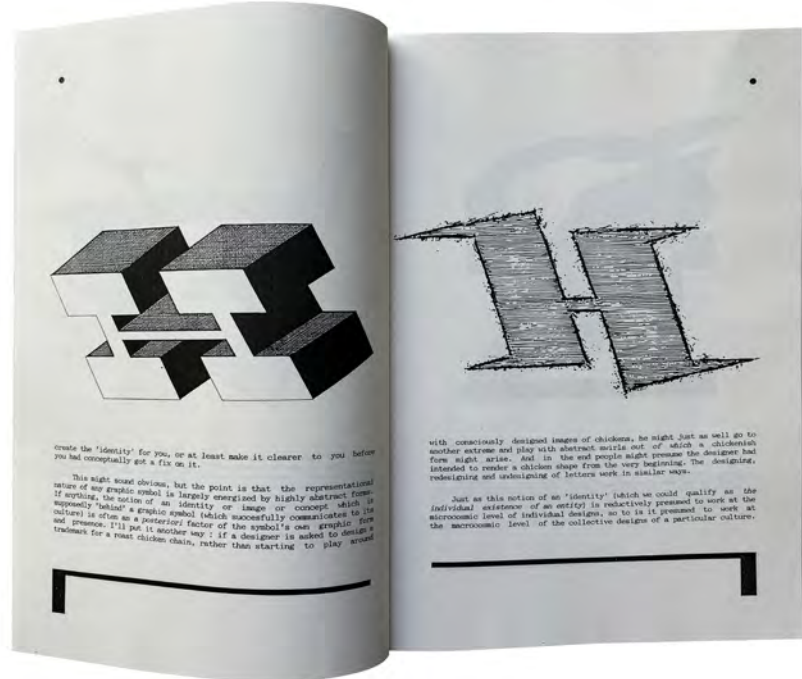 H
create the 'identity' for you, or at least make it clearer to you before
you had conceptually got a fix on it.
This might sound obvious, but the point is that the representational
nature of any graphic symbol is largely energized by highly abstract forms.
If anything, the notion of an identity or image or concept which is
supposedly 'behind' a graphic symbol (which succesfully communicates to its
culture) is often an a posteriori factor of the symbol's own graphic form
and presence. I'll put it another way : if a designer is asked to design a
trademark for a roast chicken chain, rather than starting to play around
H
with consciously designed images of chickens, he might just as well go to
another extreme and play with abstract swirls out of which a chickenish
form might arise. And in the end people might presume the designer had
intended to render a chicken shape from the very beginning. The designing,
redesigning and undesigning of letters work in similar ways.
Just as this notion of an 'identity' (which we could qualify as the
individual existence of an entity) is reductively presumed to work at the
microcosmic level of individual designs, so to is it presumed to work at
the macrocosmic level of the collective designs of a particular culture.